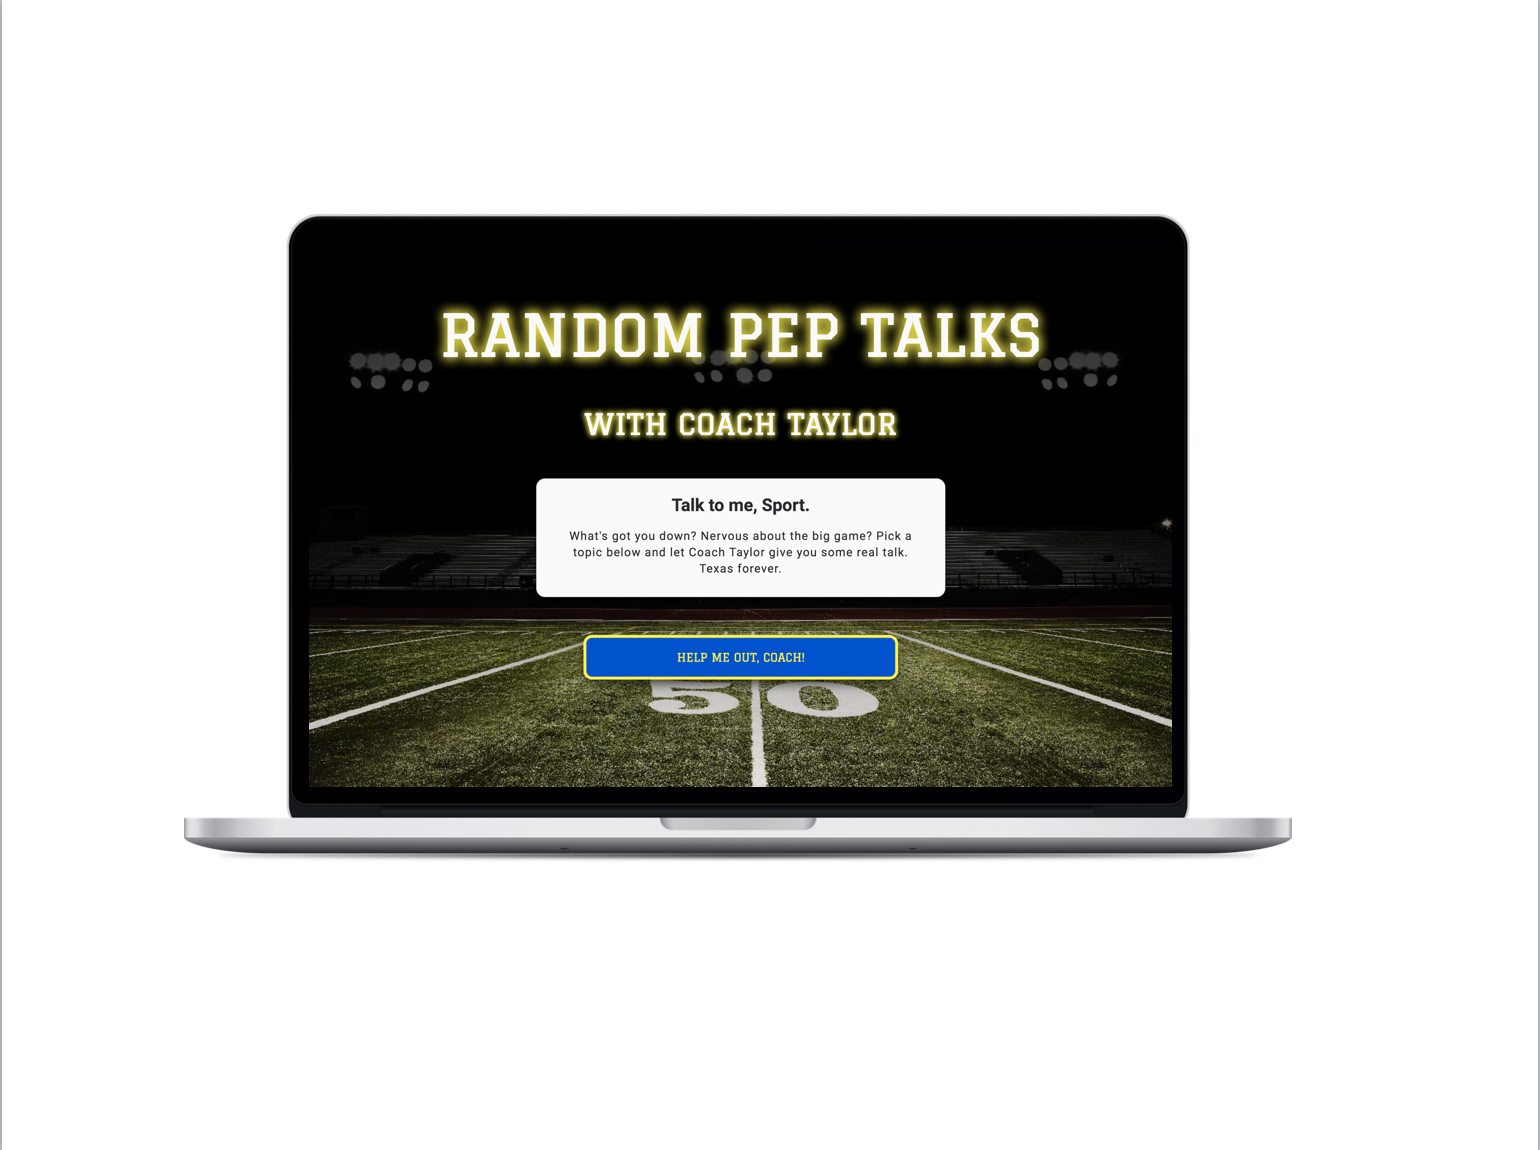 RANDOM PEP TALKS
WITH COACH TAYLOR
Talk to me, Sport.
What's got you down? Nervous about the big game? Pick a
topic below and let Coach Taylor give you some real talk.
Texas forever.
HELP ME OUT, COACH!
50